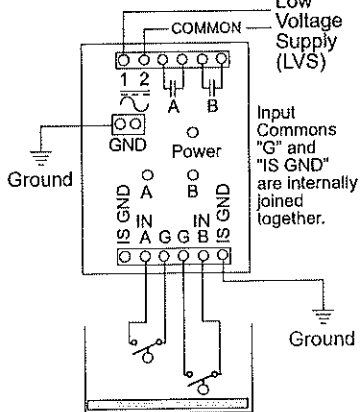 Low
Voltage
Supply
(LVS)
COMMON
1 2
A B
GND
Ground
Power
A B
Input
Commons
"G" and
"IS GND"
are internally
joined
together.
IS GND
IN A
G G
IN B
IS GND
Ground